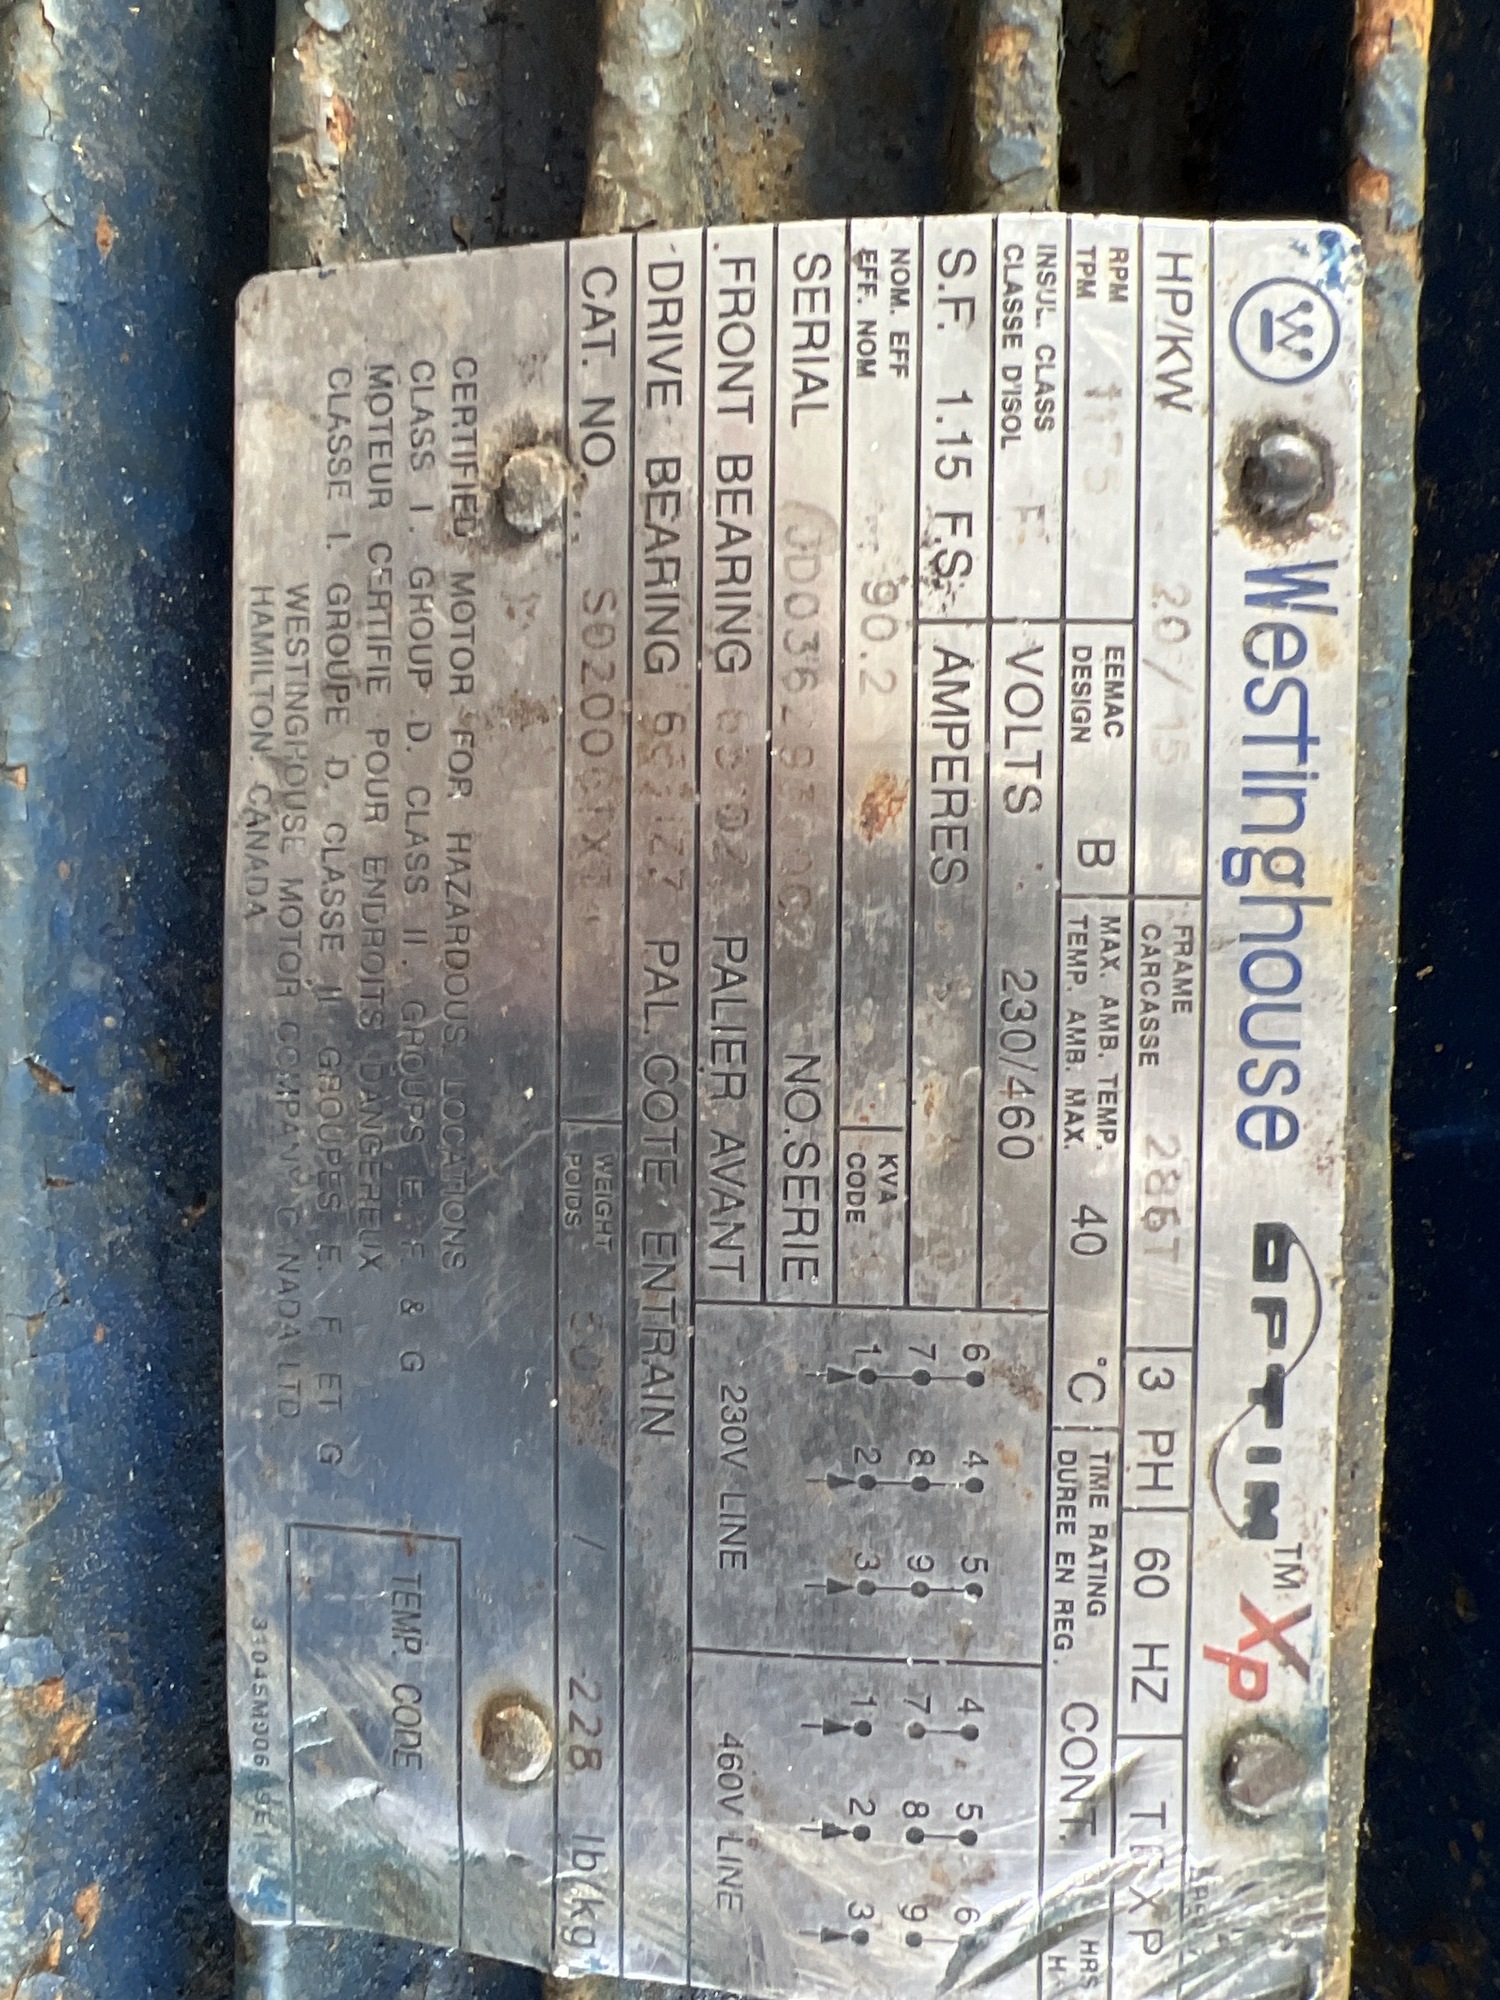 Westinghouse OPTIM™ XP
HP/KW 20/15 FRAME CARCASSE 286T 3 PH 60 HZ
RPM TPM EEMAC DESIGN B MAX. AMB. TEMP. TEMP. AMB. MAX. 40 °C TIME RATING DUREE EN REG. CONT. HRS H
INSUL. CLASS CLASSE D'ISOL F VOLTS 230/460
S.F. 1.15 F.S. AMPERES
NOM. EFF EFF. NOM 90.2 KVA CODE
SERIAL NO.SERIE
FRONT BEARING PALIER AVANT
DRIVE BEARING PAL. COTE ENTRAIN
6 4 5
7 8 9
1 2 3
230V LINE
4 5 6
7 8 9
1 2 3
460V LINE
CAT. NO. WEIGHT POIDS / 228 lb/kg
CERTIFIED MOTOR FOR HAZARDOUS LOCATIONS
CLASS I. GROUP D. CLASS II. GROUPS E. F. & G
MOTEUR CERTIFIE POUR ENDROITS DANGEREUX
CLASSE I. GROUPE D. CLASSE II. GROUPES E. F. ET G
WESTINGHOUSE MOTOR COMPANY CANADA LTD
HAMILTON. CANADA
TEMP. CODE